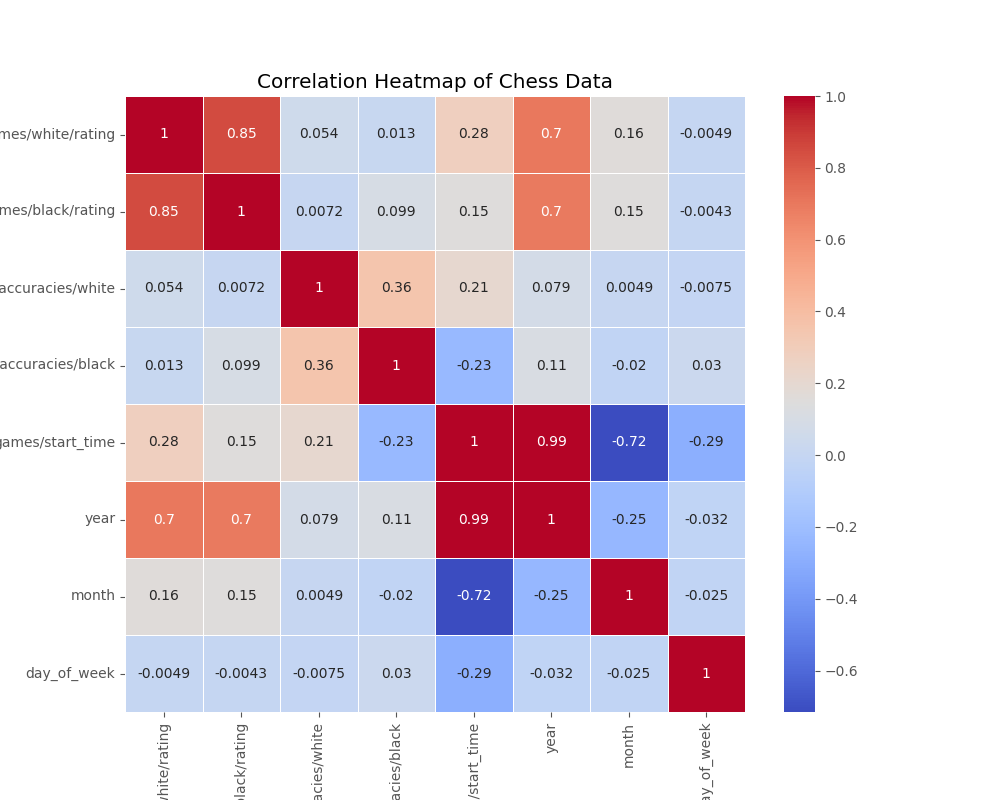 Correlation Heatmap of Chess Data
mes/white/rating 1 0.85 0.054 0.013 0.28 0.7 0.16 -0.0049
mes/black/rating 0.85 1 0.0072 0.099 0.15 0.7 0.15 -0.0043
accuracies/white 0.054 0.0072 1 0.36 0.21 0.079 0.0049 -0.0075
accuracies/black 0.013 0.099 0.36 1 -0.23 0.11 -0.02 0.03
games/start_time 0.28 0.15 0.21 -0.23 1 0.99 -0.72 -0.29
year 0.7 0.7 0.079 0.11 0.99 1 -0.25 -0.032
month 0.16 0.15 0.0049 -0.02 -0.72 -0.25 1 -0.025
day_of_week -0.0049 -0.0043 -0.0075 0.03 -0.29 -0.032 -0.025 1
white/rating
black/rating
acies/white
acies/black
/start_time
year
month
ay_of_week
1.0
0.8
0.6
0.4
0.2
0.0
−0.2
−0.4
−0.6